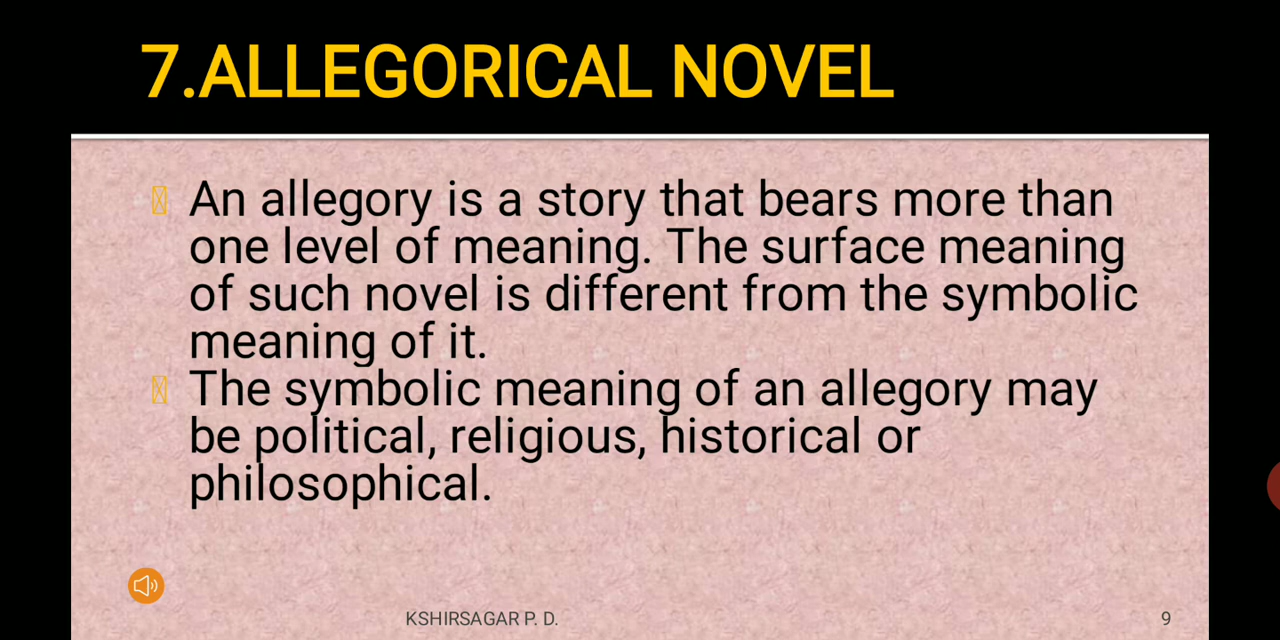 7.ALLEGORICAL NOVEL
An allegory is a story that bears more than
one level of meaning. The surface meaning
of such novel is different from the symbolic
meaning of it.
The symbolic meaning of an allegory may
be political, religious, historical or
philosophical.
KSHIRSAGAR P. D.
9